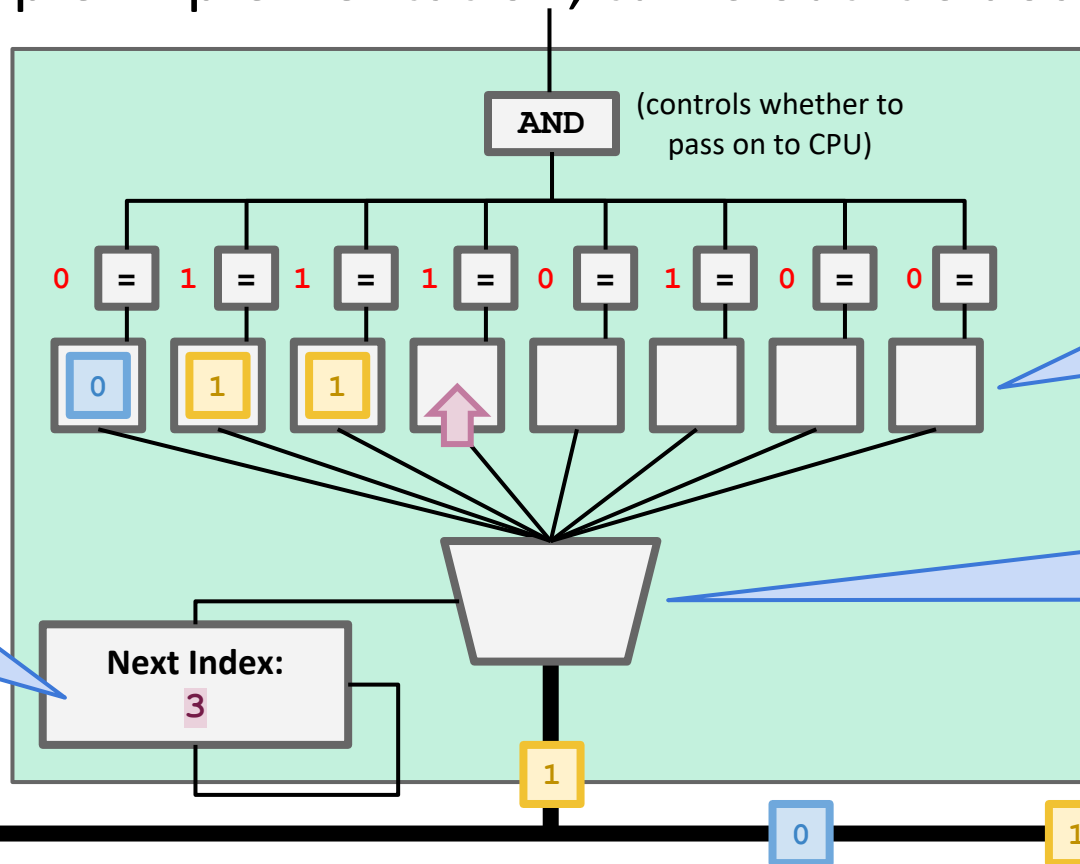 AND
(controls whether to
pass on to CPU)
0 = 1 = 1 = 1 = 0 = 1 = 0 = 0 =
0 1 1
Next Index:
3
1
0 1